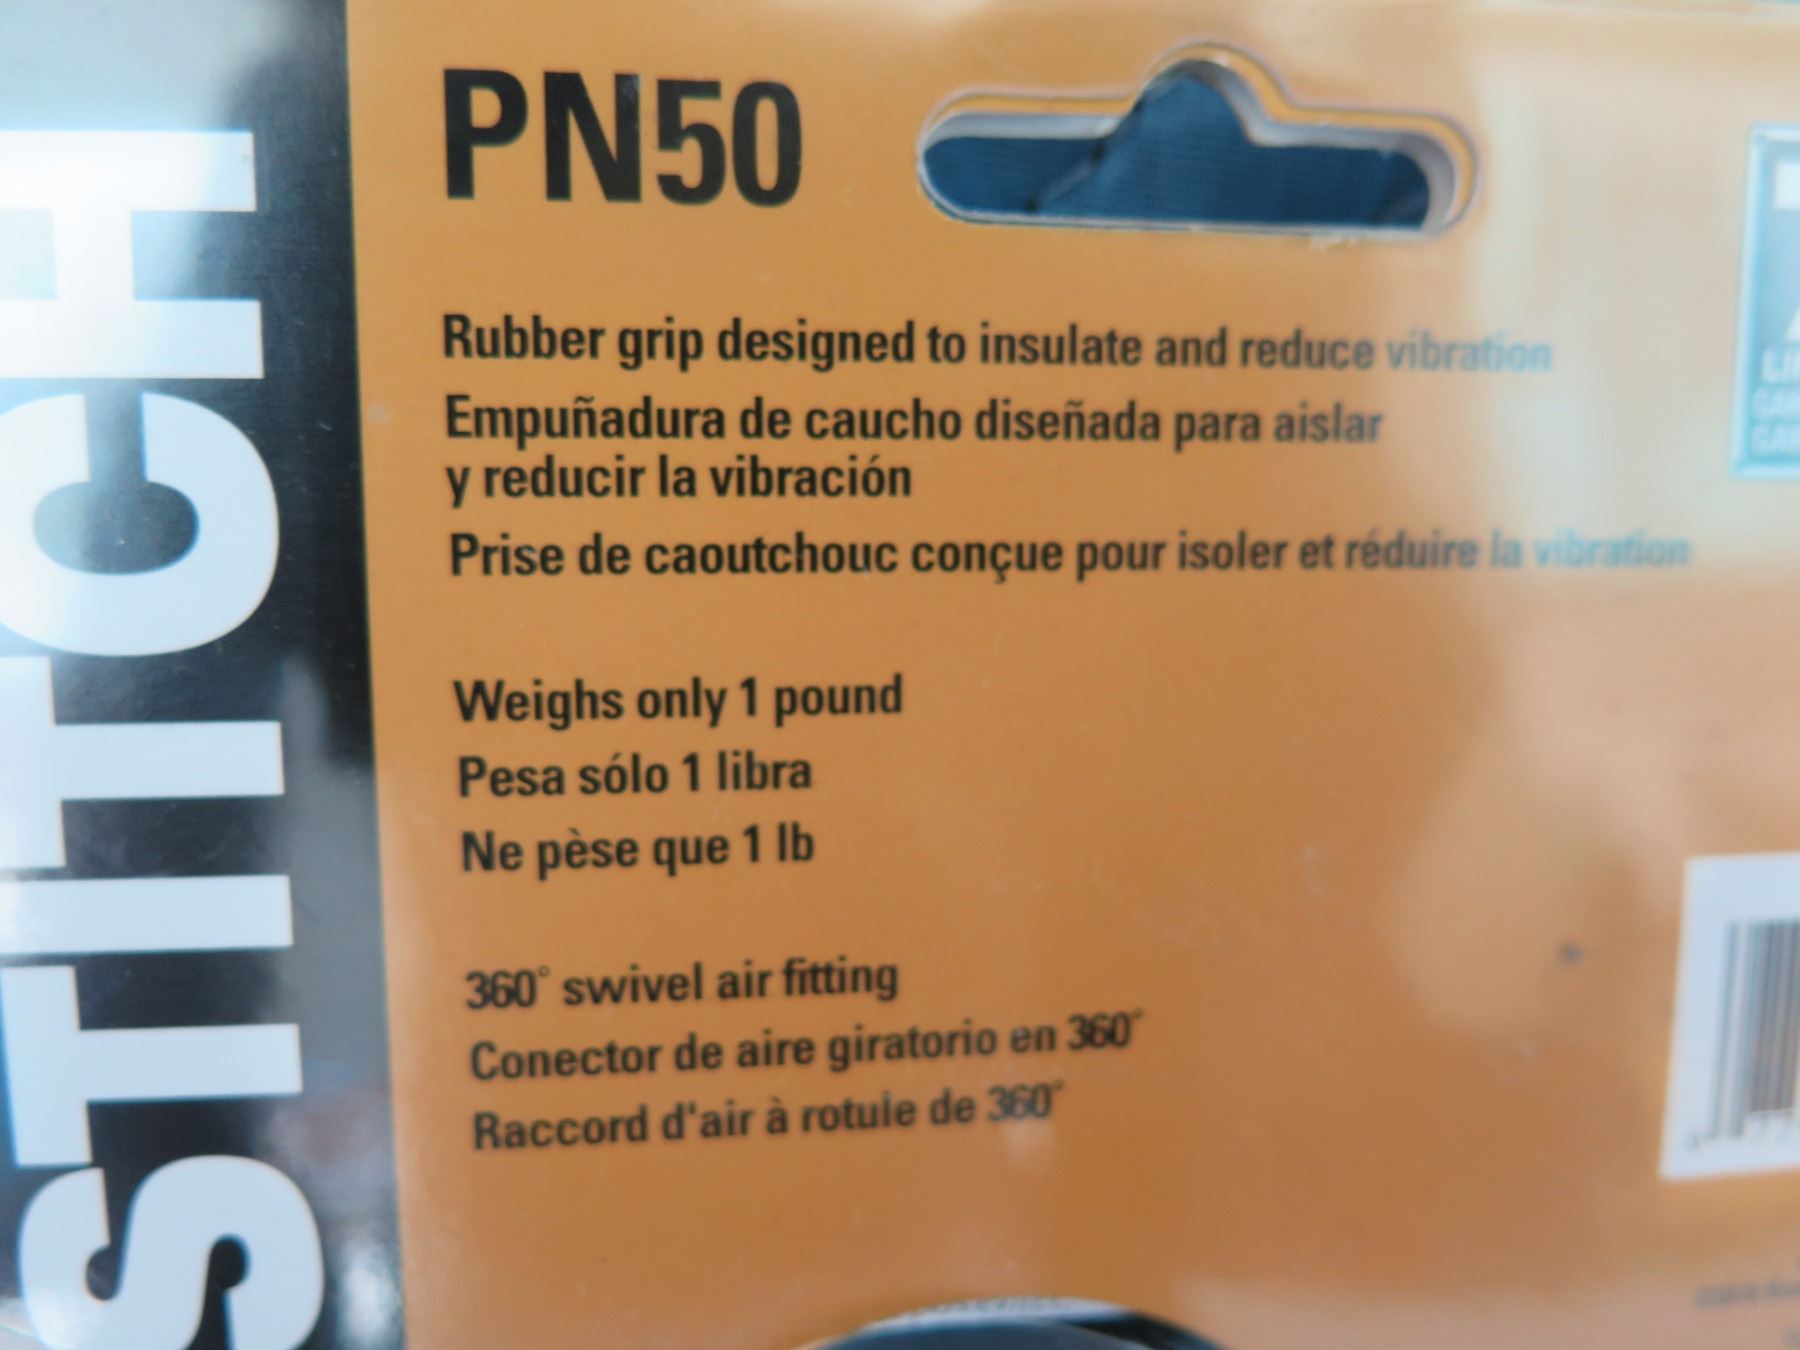 STITCH
PN50
Rubber grip designed to insulate and reduce vibration
Empuñadura de caucho diseñada para aislar
y reducir la vibración
Prise de caoutchouc conçue pour isoler et réduire la vibration
Weighs only 1 pound
Pesa sólo 1 libra
Ne pèse que 1 lb
360° swivel air fitting
Conector de aire giratorio en 360°
Raccord d'air à rotule de 360°